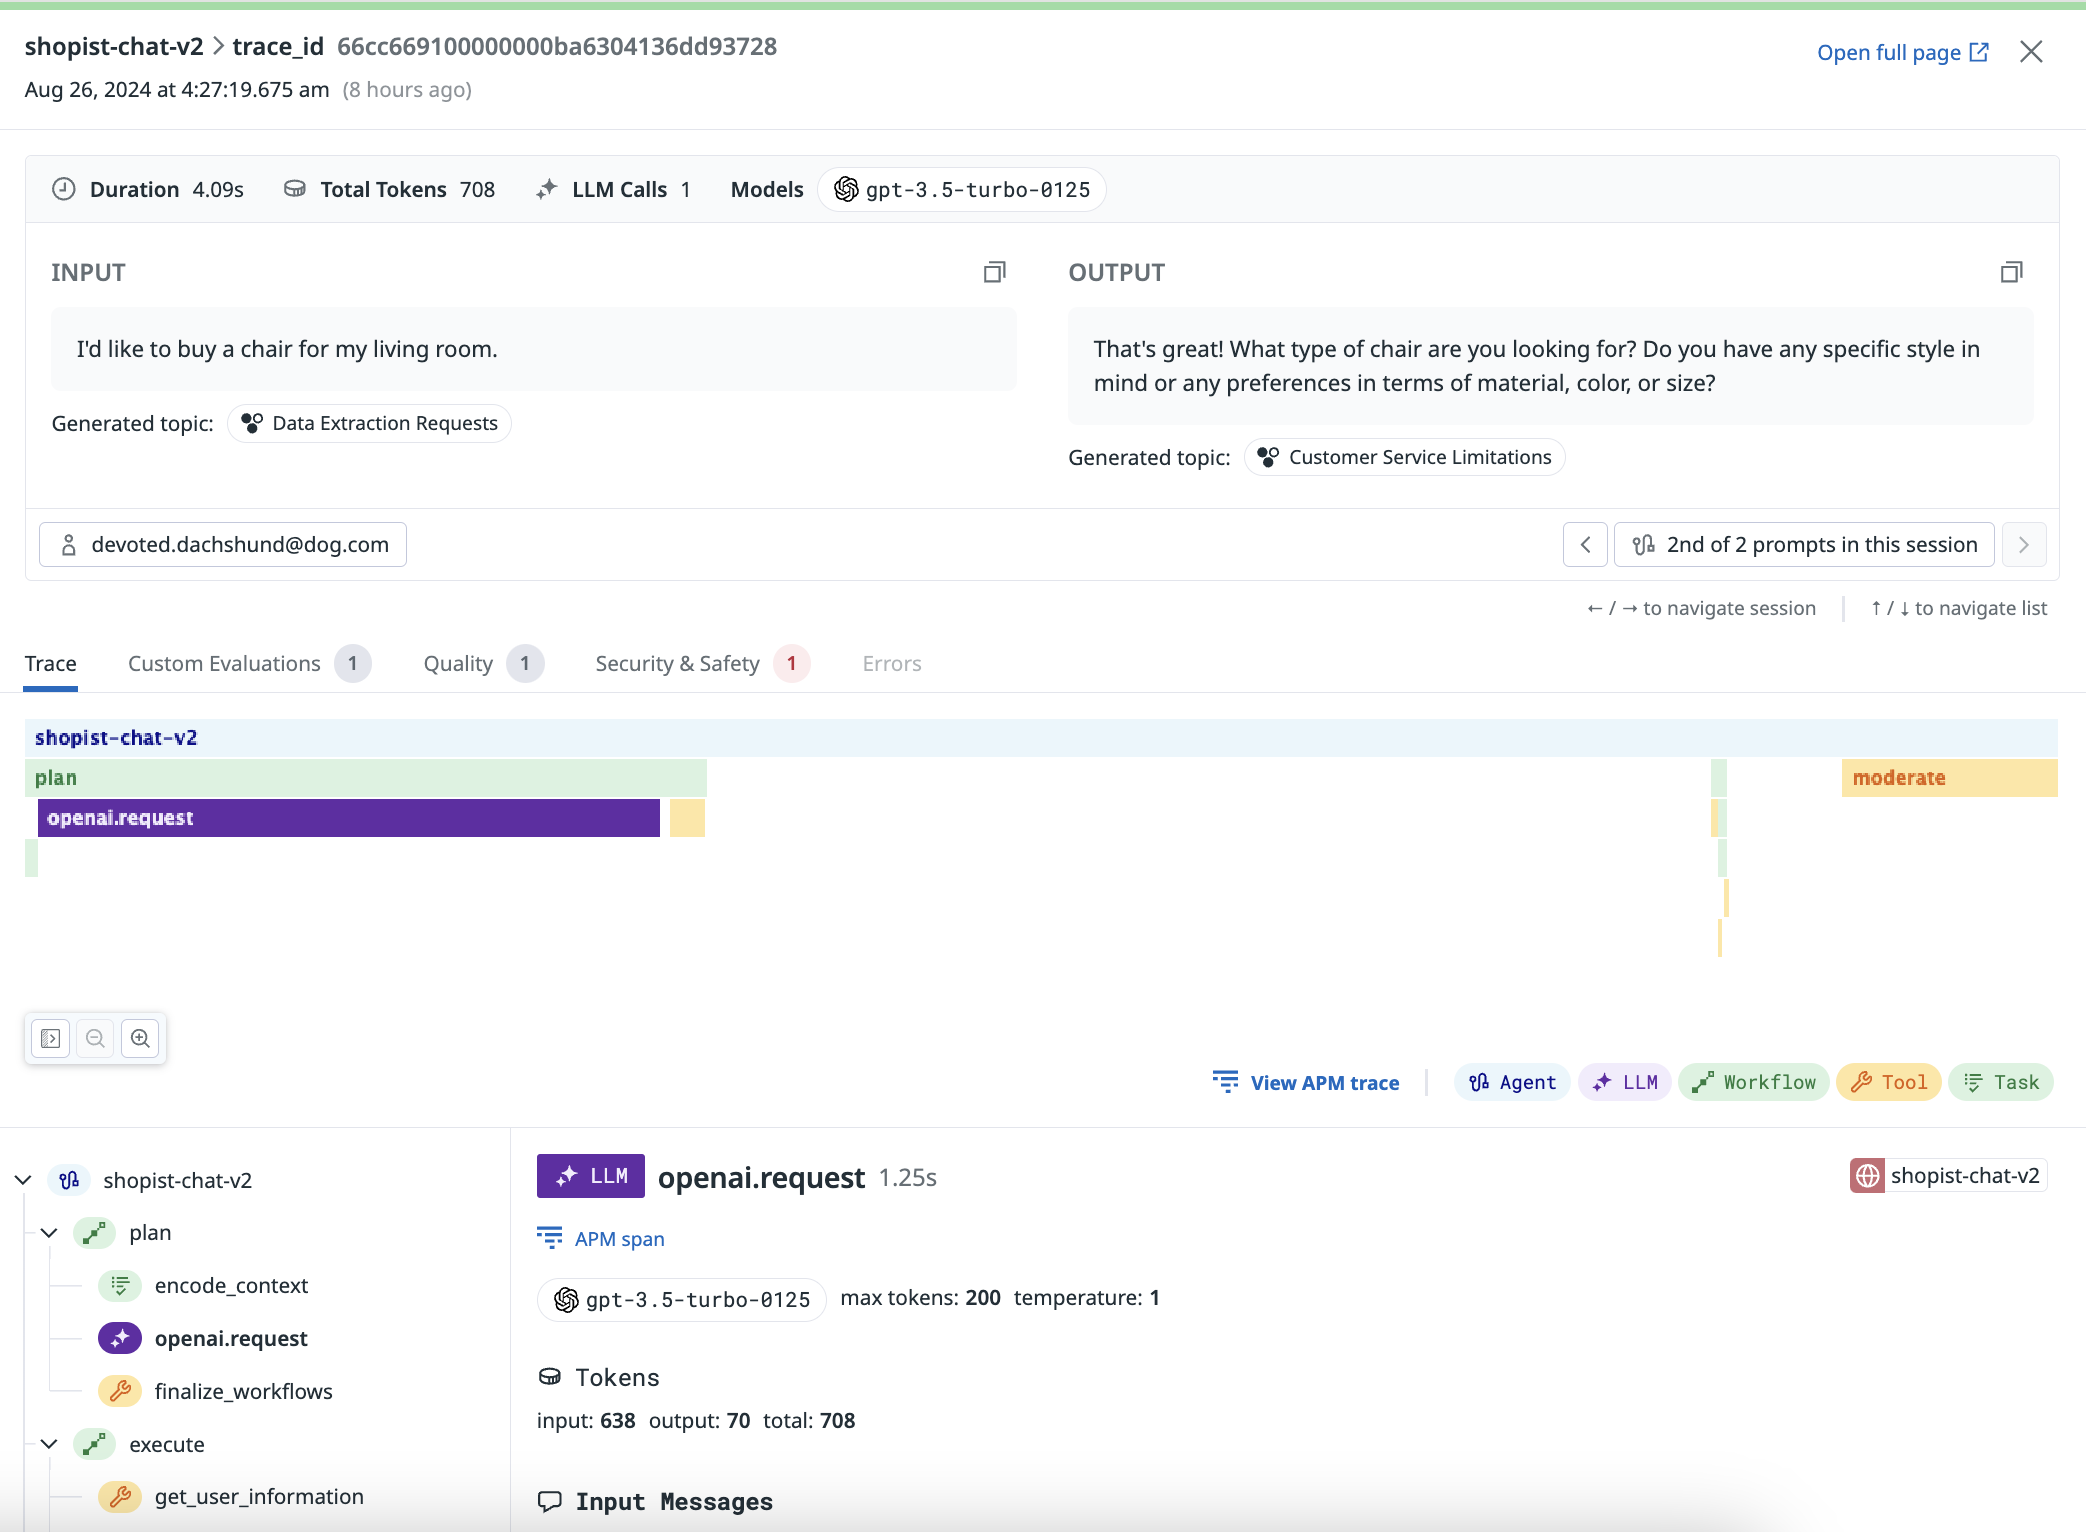 shopist-chat-v2 > trace_id 66cc669100000000ba6304136dd93728
Open full page
Aug 26, 2024 at 4:27:19.675 am (8 hours ago)
Duration 4.09s Total Tokens 708 LLM Calls 1 Models gpt-3.5-turbo-0125
INPUT
I'd like to buy a chair for my living room.
Generated topic: Data Extraction Requests
OUTPUT
That's great! What type of chair are you looking for? Do you have any specific style in
mind or any preferences in terms of material, color, or size?
Generated topic: Customer Service Limitations
devoted.dachshund@dog.com
2nd of 2 prompts in this session
← / → to navigate session
↑ / ↓ to navigate list
Trace Custom Evaluations 1 Quality 1 Security & Safety 1 Errors
shopist-chat-v2
plan
moderate
openai.request
View APM trace
Agent LLM Workflow Tool Task
shopist-chat-v2
plan
encode_context
openai.request
finalize_workflows
execute
get_user_information
LLM openai.request 1.25s
shopist-chat-v2
APM span
gpt-3.5-turbo-0125 max tokens: 200 temperature: 1
Tokens
input: 638 output: 70 total: 708
Input Messages